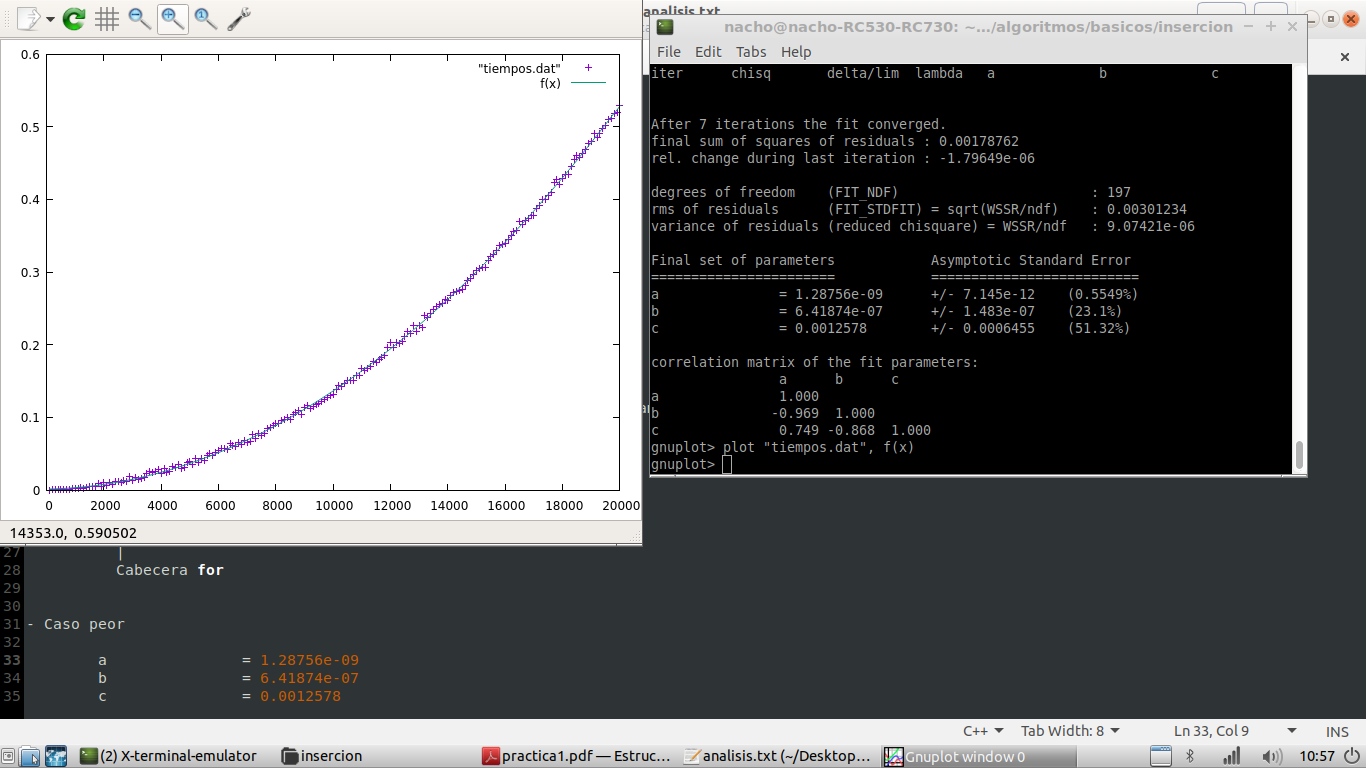 analisis.txt
0.6
0.5
0.4
0.3
0.2
0.1
0
"tiempos.dat"
f(x)
0 2000 4000 6000 8000 10000 12000 14000 16000 18000 20000
14353.0, 0.590502
nacho@nacho-RC530-RC730: ~.../algoritmos/basicos/insercion
File Edit Tabs Help
iter chisq delta/lim lambda a b c
After 7 iterations the fit converged.
final sum of squares of residuals : 0.00178762
rel. change during last iteration : -1.79649e-06
degrees of freedom (FIT_NDF) : 197
rms of residuals (FIT_STDFIT) = sqrt(WSSR/ndf) : 0.00301234
variance of residuals (reduced chisquare) = WSSR/ndf : 9.07421e-06
Final set of parameters Asymptotic Standard Error
======================= ==========================
a = 1.28756e-09 +/- 7.145e-12 (0.5549%)
b = 6.41874e-07 +/- 1.483e-07 (23.1%)
c = 0.0012578 +/- 0.0006455 (51.32%)
correlation matrix of the fit parameters:
a b c
a 1.000
b -0.969 1.000
c 0.749 -0.868 1.000
gnuplot> plot "tiempos.dat", f(x)
gnuplot>
27 |
28 Cabecera for
29
30
31 - Caso peor
32
33 a = 1.28756e-09
34 b = 6.41874e-07
35 c = 0.0012578
C++ Tab Width: 8 Ln 33, Col 9 INS
(2) X-terminal-emulator insercion practica1.pdf — Estruc... analisis.txt (~/Desktop... Gnuplot window 0 10:57